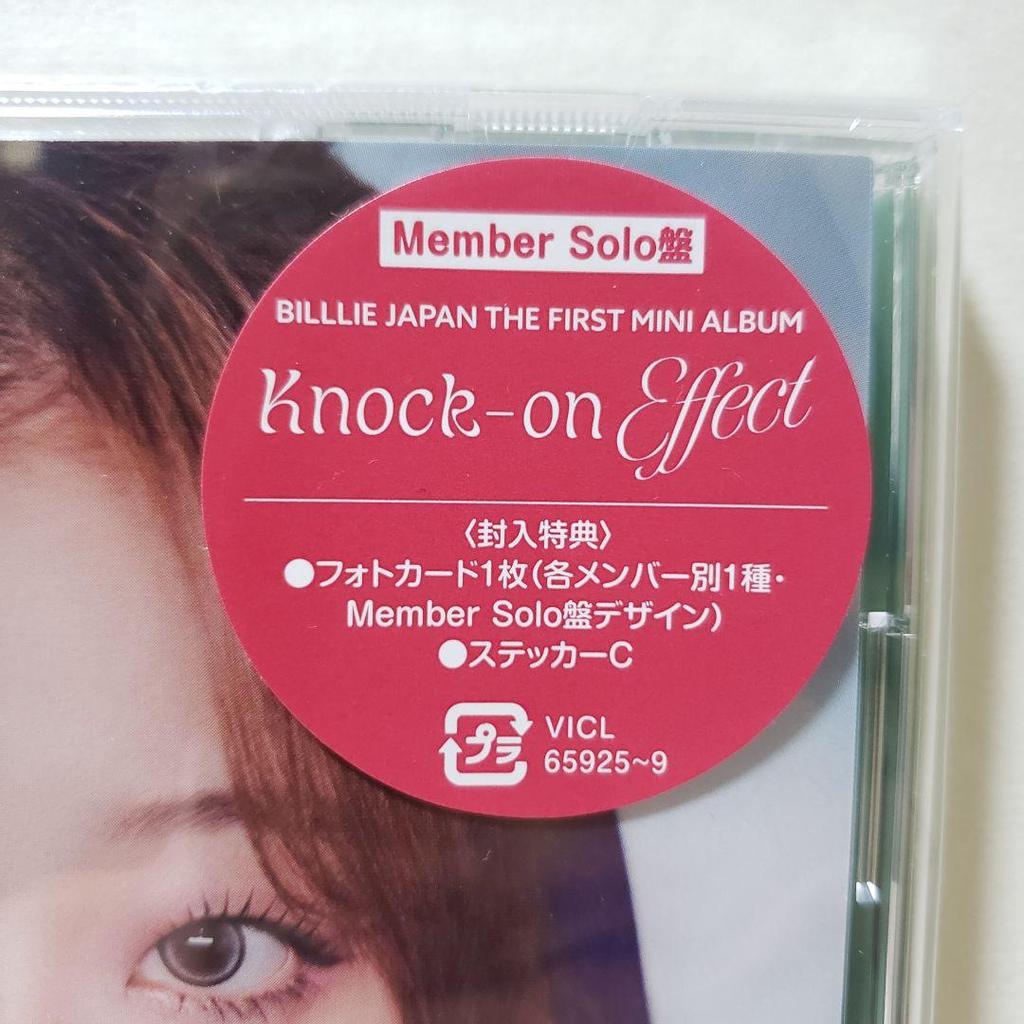 Member Solo盤
BILLLIE JAPAN THE FIRST MINI ALBUM
Knock-on Effect
〈封入特典〉
●フォトカード1枚(各メンバー別1種・
Member Solo盤デザイン)
●ステッカーC
プラ
VICL
65925~9